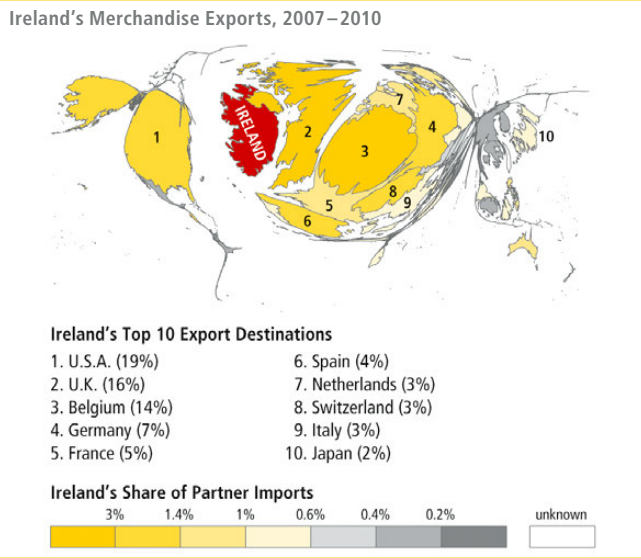 Ireland's Merchandise Exports, 2007–2010
1
IRELAND
2
3
7
4
10
5
8
9
6
Ireland's Top 10 Export Destinations
1. U.S.A. (19%)
2. U.K. (16%)
3. Belgium (14%)
4. Germany (7%)
5. France (5%)
6. Spain (4%)
7. Netherlands (3%)
8. Switzerland (3%)
9. Italy (3%)
10. Japan (2%)
Ireland's Share of Partner Imports
3% 1.4% 1% 0.6% 0.4% 0.2% unknown